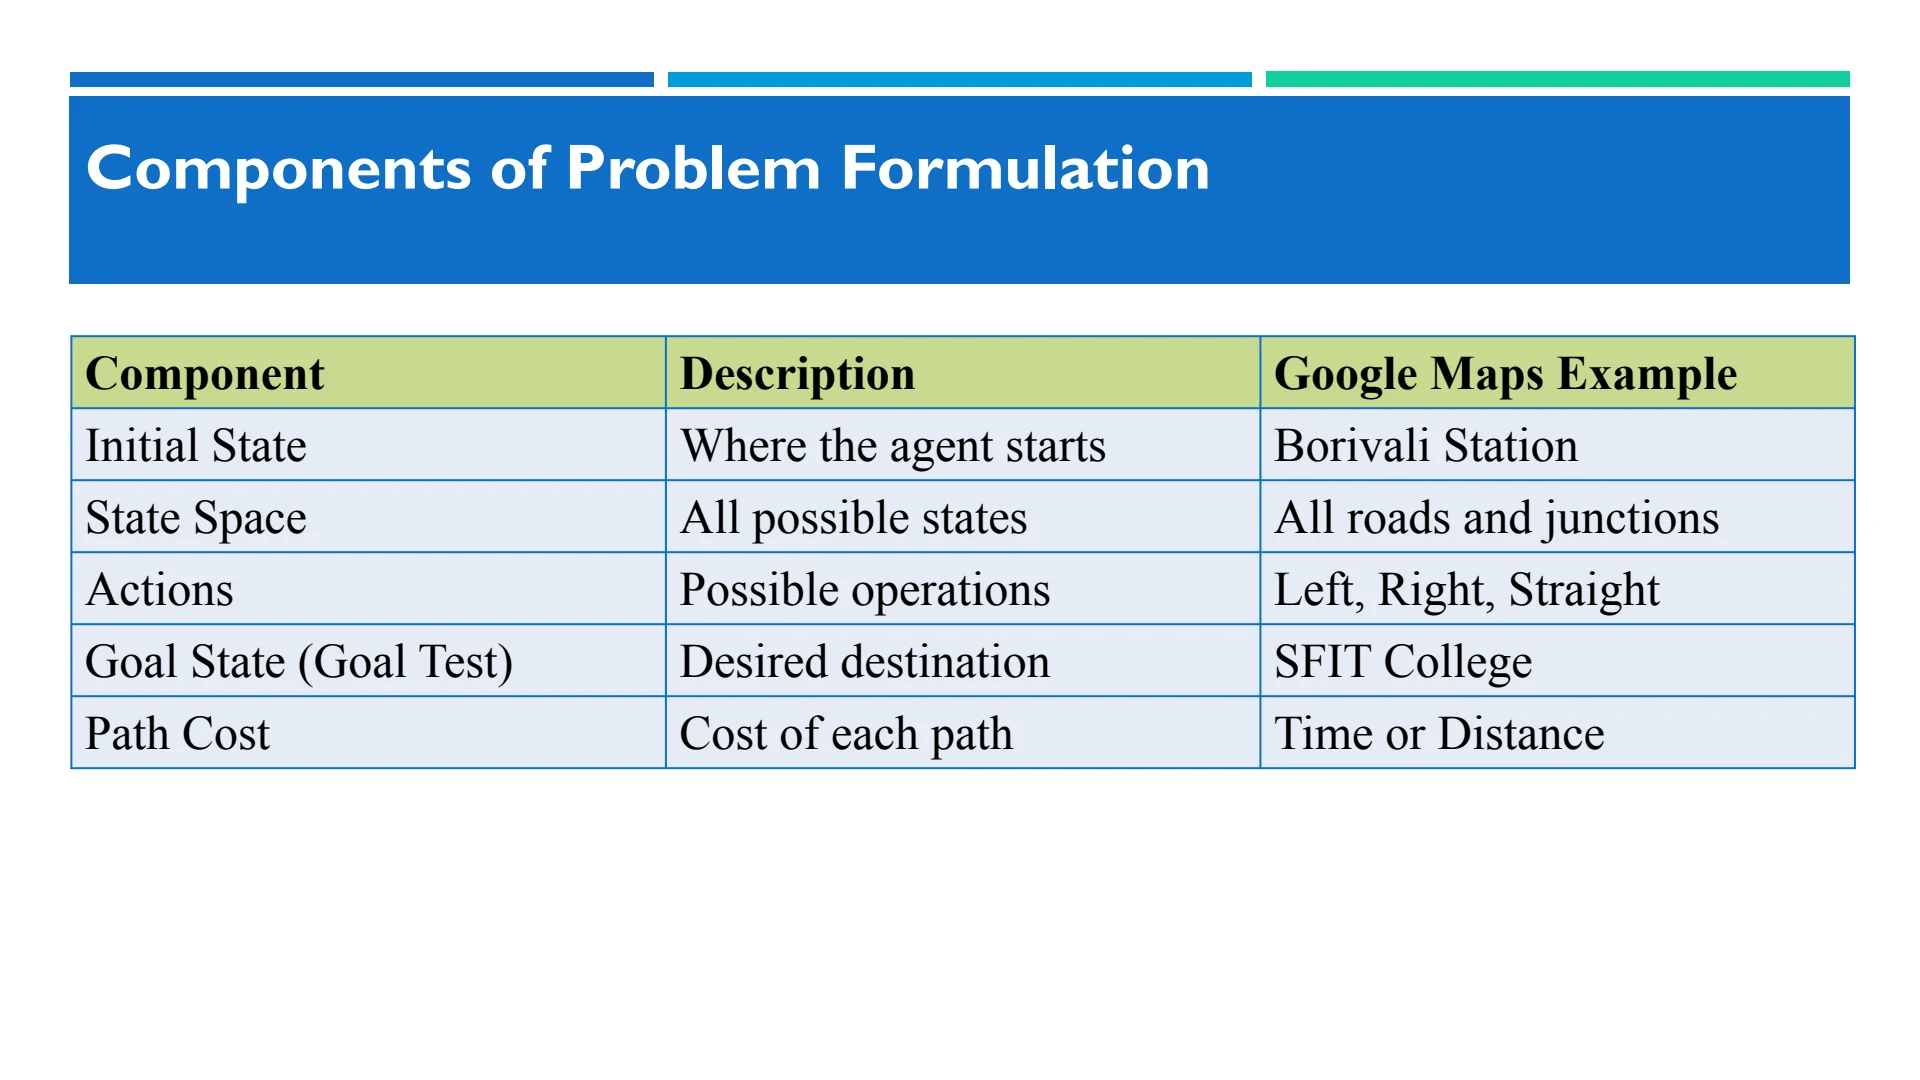 Components of Problem Formulation
Component Description Google Maps Example
Initial State Where the agent starts Borivali Station
State Space All possible states All roads and junctions
Actions Possible operations Left, Right, Straight
Goal State (Goal Test) Desired destination SFIT College
Path Cost Cost of each path Time or Distance